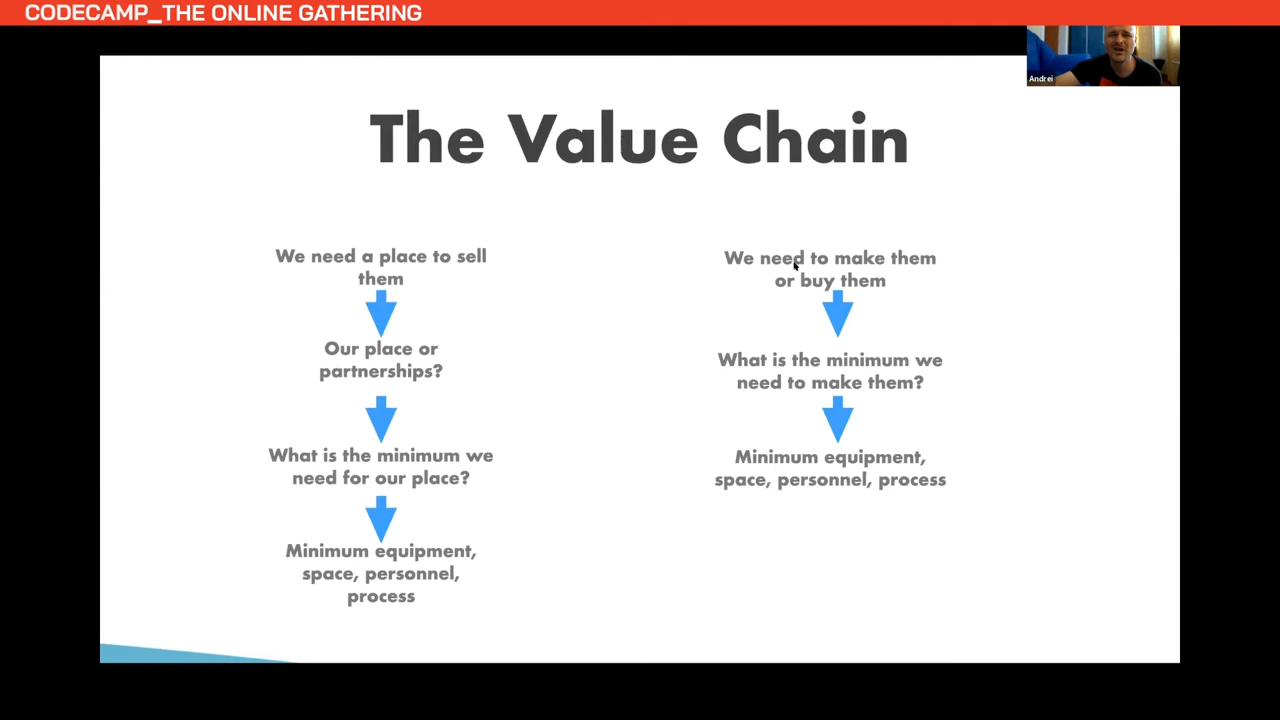 CODECAMP_THE ONLINE GATHERING
Andrei
The Value Chain
We need a place to sell
them
Our place or
partnerships?
What is the minimum we
need for our place?
Minimum equipment,
space, personnel,
process
We need to make them
or buy them
What is the minimum we
need to make them?
Minimum equipment,
space, personnel, process